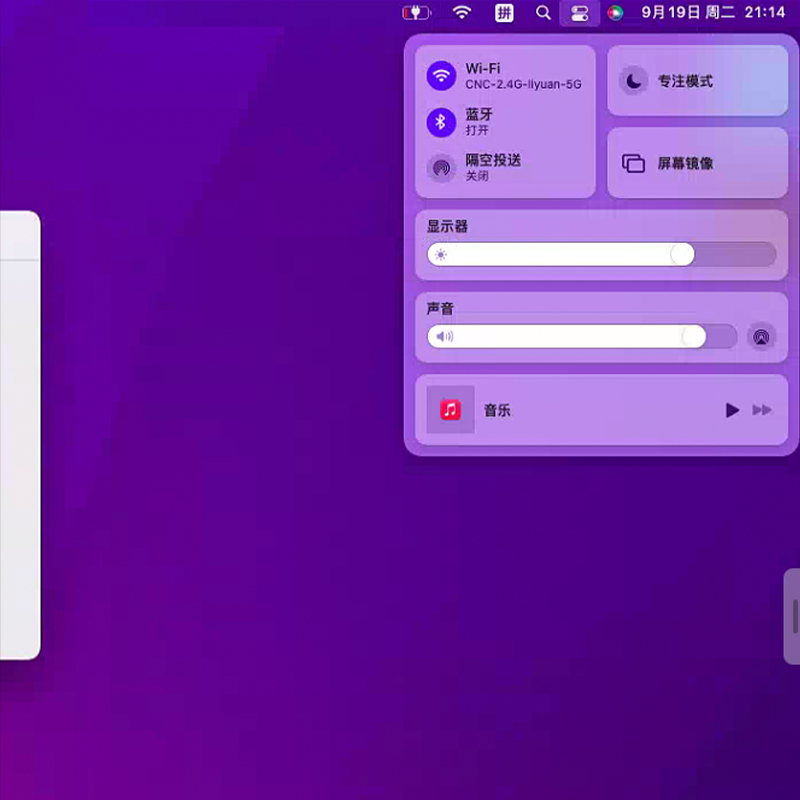 拼
9月19日 周二 21:14
Wi-Fi
CNC-2.4G-liyuan-5G
蓝牙
打开
隔空投送
关闭
专注模式
屏幕镜像
显示器
声音
音乐